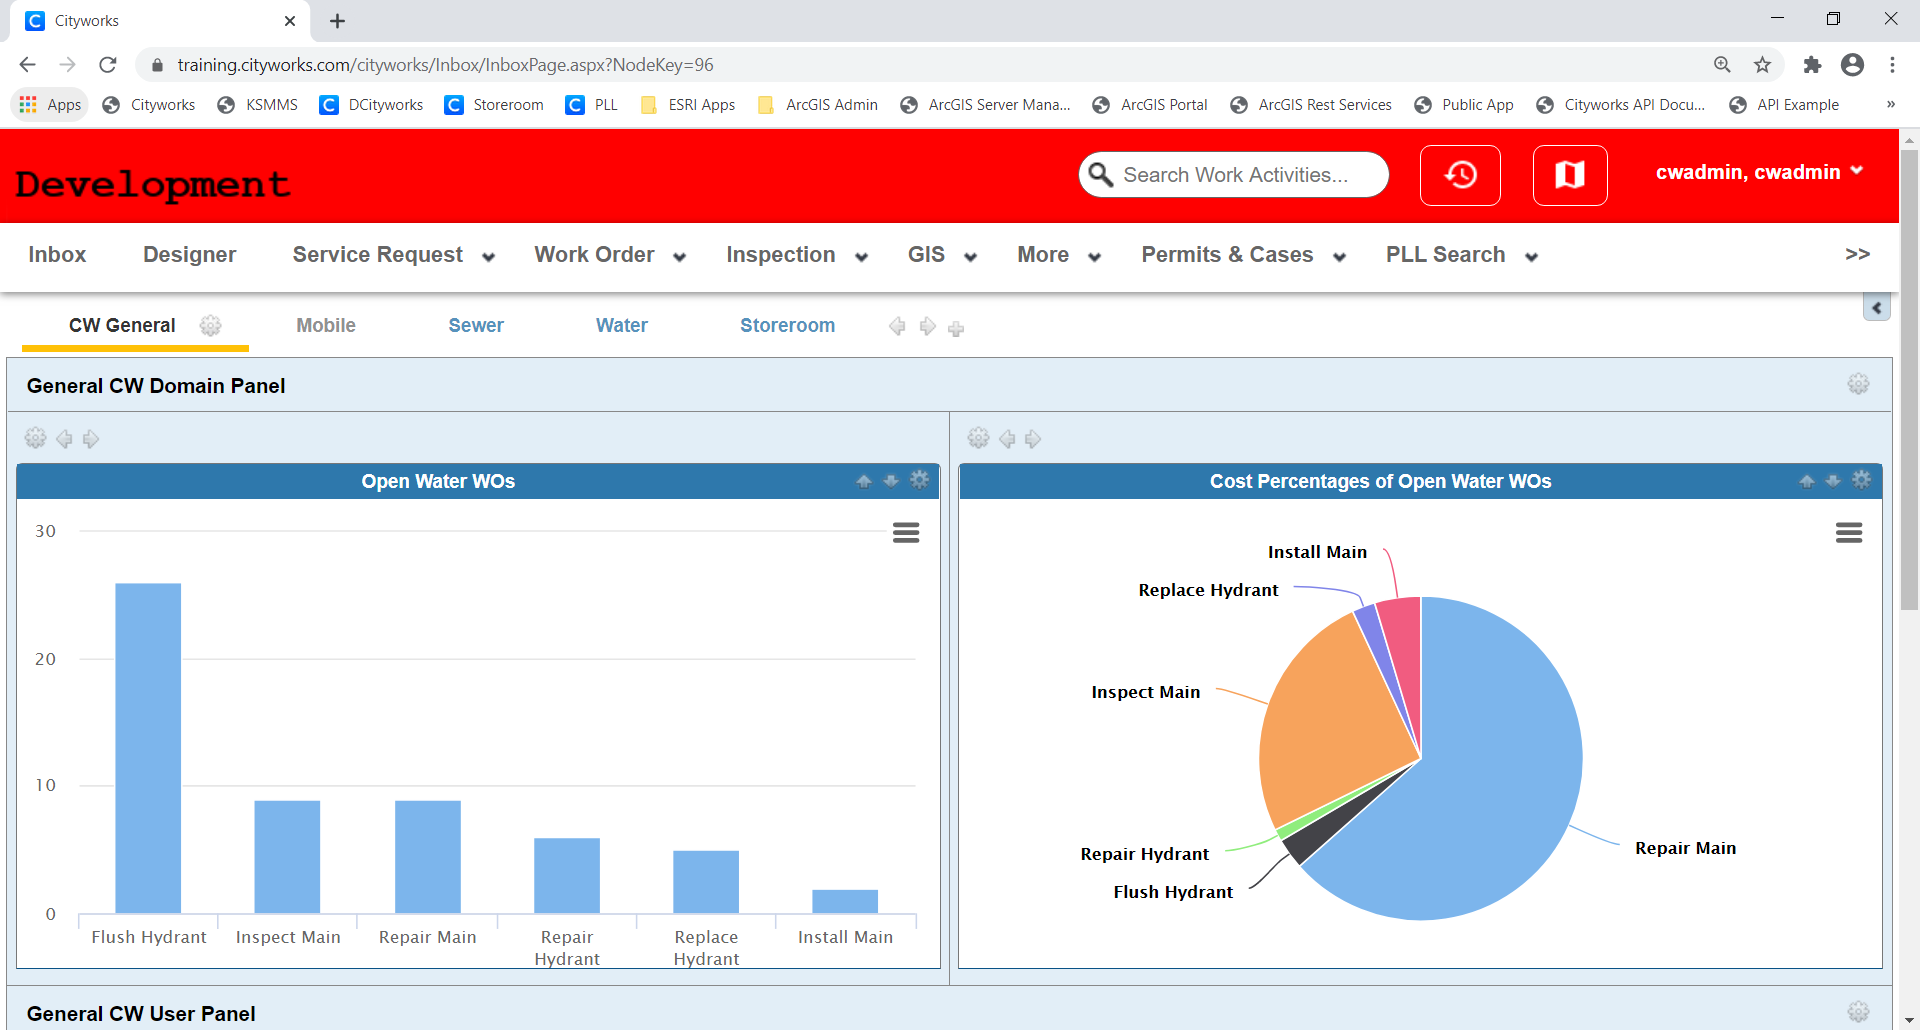 Cityworks
training.cityworks.com/cityworks/Inbox/InboxPage.aspx?NodeKey=96
Apps Cityworks KSMMS DCityworks Storeroom PLL ESRI Apps ArcGIS Admin ArcGIS Server Mana... ArcGIS Portal ArcGIS Rest Services Public App Cityworks API Docu... API Example »
Development Search Work Activities... cwadmin, cwadmin
Inbox Designer Service Request Work Order Inspection GIS More Permits & Cases PLL Search >>
CW General Mobile Sewer Water Storeroom
General CW Domain Panel
Open Water WOs
30
20
10
0
Flush Hydrant Inspect Main Repair Main Repair Hydrant Replace Hydrant Install Main
Cost Percentages of Open Water WOs
Install Main
Replace Hydrant
Inspect Main
Repair Hydrant
Flush Hydrant
Repair Main
General CW User Panel